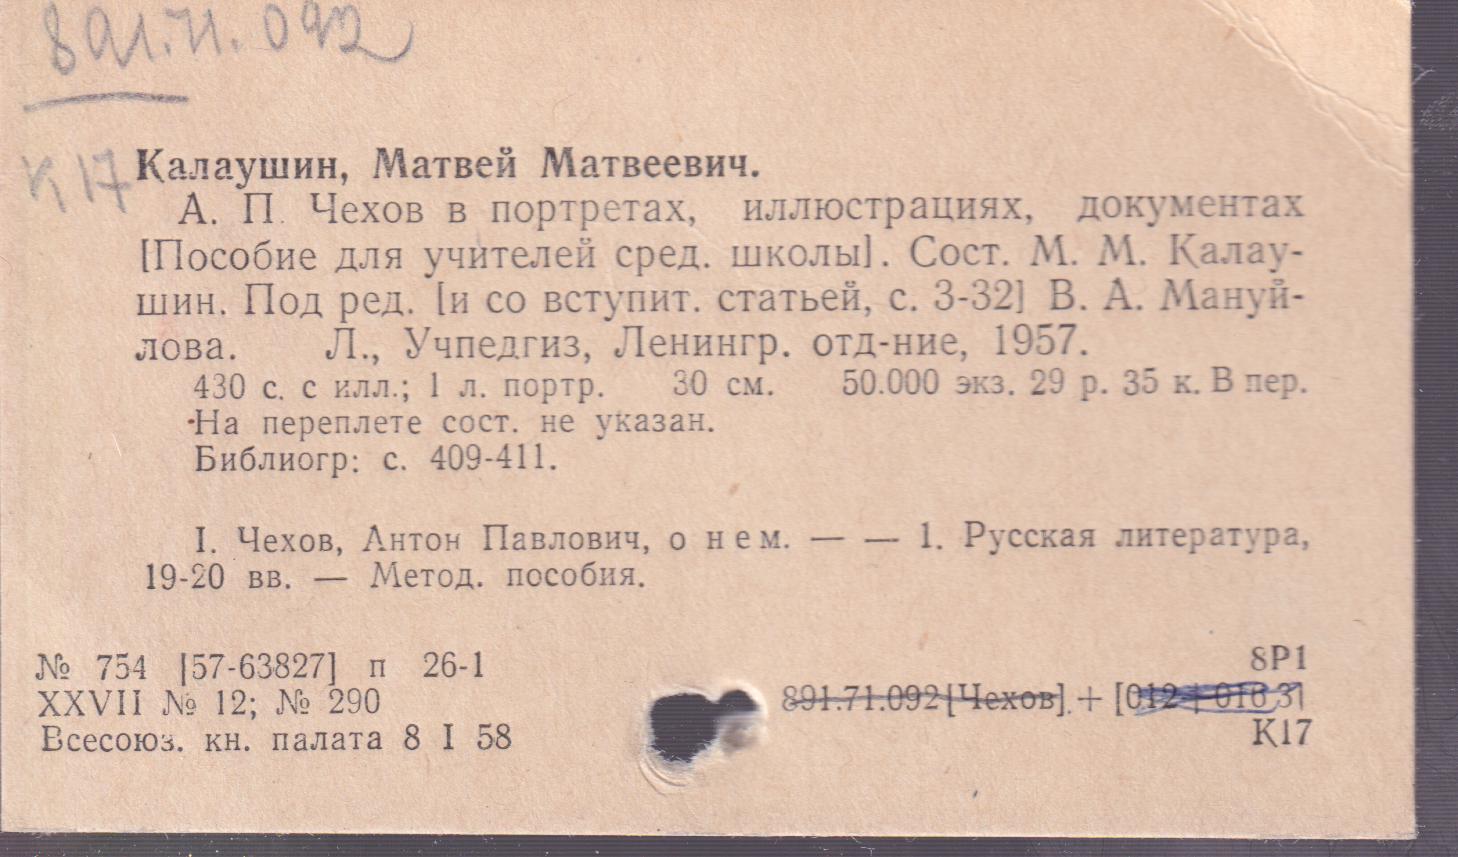 891.71.092
К17
Калаушин, Матвей Матвеевич.
А. П. Чехов в портретах, иллюстрациях, документах
[Пособие для учителей сред. школы]. Сост. М. М. Калау-
шин. Под ред. [и со вступит. статьей, с. 3-32] В. А. Мануй-
лова. Л., Учпедгиз, Ленингр. отд-ние, 1957.
430 с. с илл.; 1 л. портр. 30 см. 50.000 экз. 29 р. 35 к. В пер.
На переплете сост. не указан.
Библиогр: с. 409-411.
I. Чехов, Антон Павлович, о нем. — — 1. Русская литература,
19-20 вв. — Метод. пособия.
№ 754 [57-63827] п 26-1
XXVII № 12; № 290
Всесоюз. кн. палата 8 I 58
8Р1
891.71.092[Чехов].+[012+016.3]
К17